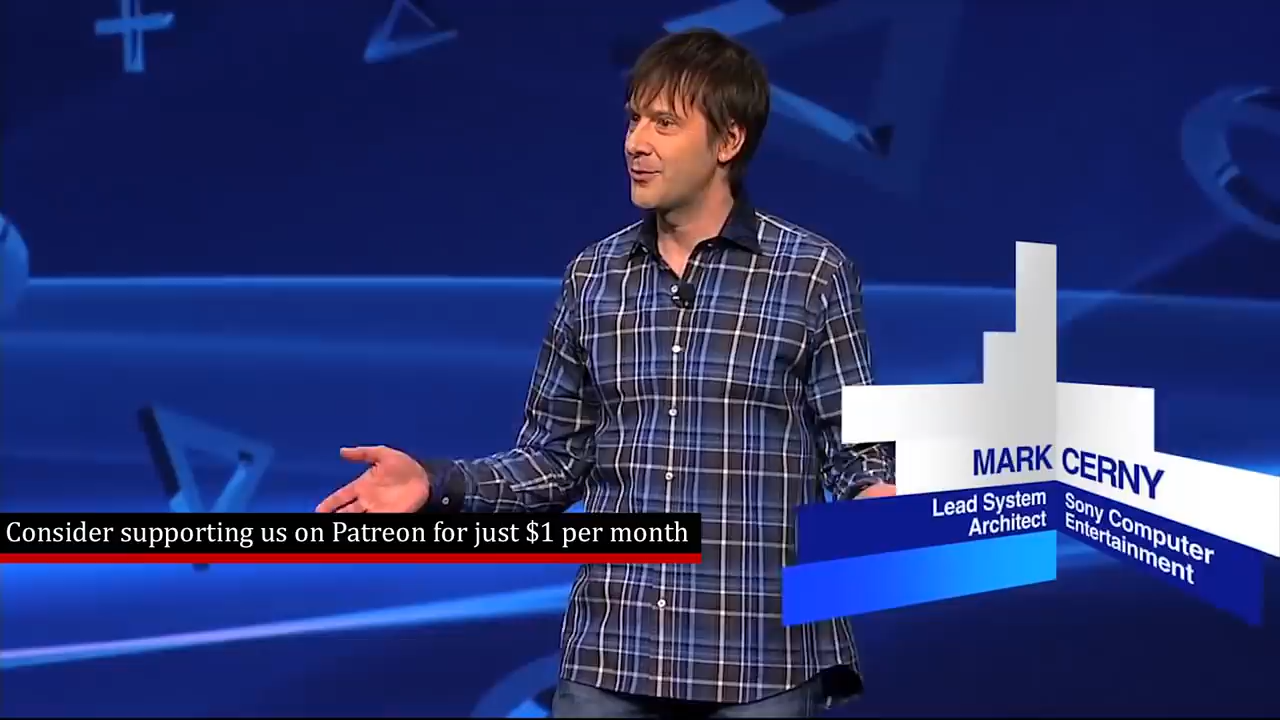 Consider supporting us on Patreon for just $1 per month
MARK CERNY
Lead System
Architect
Sony Computer
Entertainment